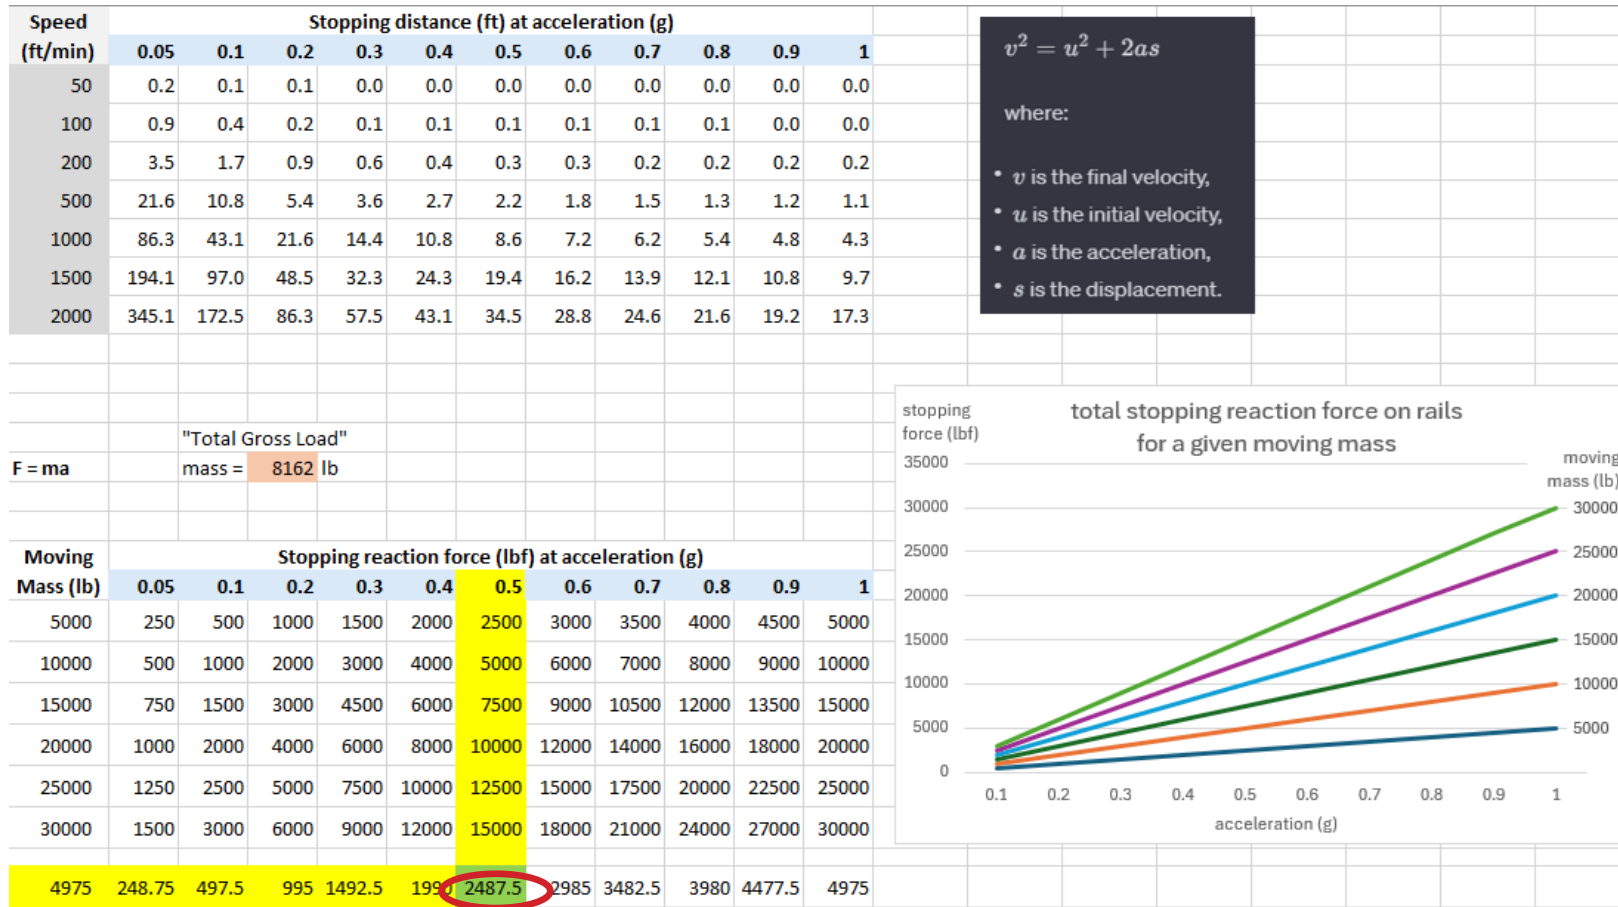 Speed Stopping distance (ft) at acceleration (g)
(ft/min) 0.05 0.1 0.2 0.3 0.4 0.5 0.6 0.7 0.8 0.9 1
50 0.2 0.1 0.1 0.0 0.0 0.0 0.0 0.0 0.0 0.0 0.0
100 0.9 0.4 0.2 0.1 0.1 0.1 0.1 0.1 0.1 0.0 0.0
200 3.5 1.7 0.9 0.6 0.4 0.3 0.3 0.2 0.2 0.2 0.2
500 21.6 10.8 5.4 3.6 2.7 2.2 1.8 1.5 1.3 1.2 1.1
1000 86.3 43.1 21.6 14.4 10.8 8.6 7.2 6.2 5.4 4.8 4.3
1500 194.1 97.0 48.5 32.3 24.3 19.4 16.2 13.9 12.1 10.8 9.7
2000 345.1 172.5 86.3 57.5 43.1 34.5 28.8 24.6 21.6 19.2 17.3
v² = u² + 2as
where:
• v is the final velocity,
• u is the initial velocity,
• a is the acceleration,
• s is the displacement.
"Total Gross Load"
F = ma mass = 8162 lb
Moving Stopping reaction force (lbf) at acceleration (g)
Mass (lb) 0.05 0.1 0.2 0.3 0.4 0.5 0.6 0.7 0.8 0.9 1
5000 250 500 1000 1500 2000 2500 3000 3500 4000 4500 5000
10000 500 1000 2000 3000 4000 5000 6000 7000 8000 9000 10000
15000 750 1500 3000 4500 6000 7500 9000 10500 12000 13500 15000
20000 1000 2000 4000 6000 8000 10000 12000 14000 16000 18000 20000
25000 1250 2500 5000 7500 10000 12500 15000 17500 20000 22500 25000
30000 1500 3000 6000 9000 12000 15000 18000 21000 24000 27000 30000
4975 248.75 497.5 995 1492.5 1990 2487.5 2985 3482.5 3980 4477.5 4975
stopping
force (lbf)
total stopping reaction force on rails
for a given moving mass
moving
mass (lb)
35000
30000 30000
25000 25000
20000 20000
15000 15000
10000 10000
5000 5000
0
0.1 0.2 0.3 0.4 0.5 0.6 0.7 0.8 0.9 1
acceleration (g)